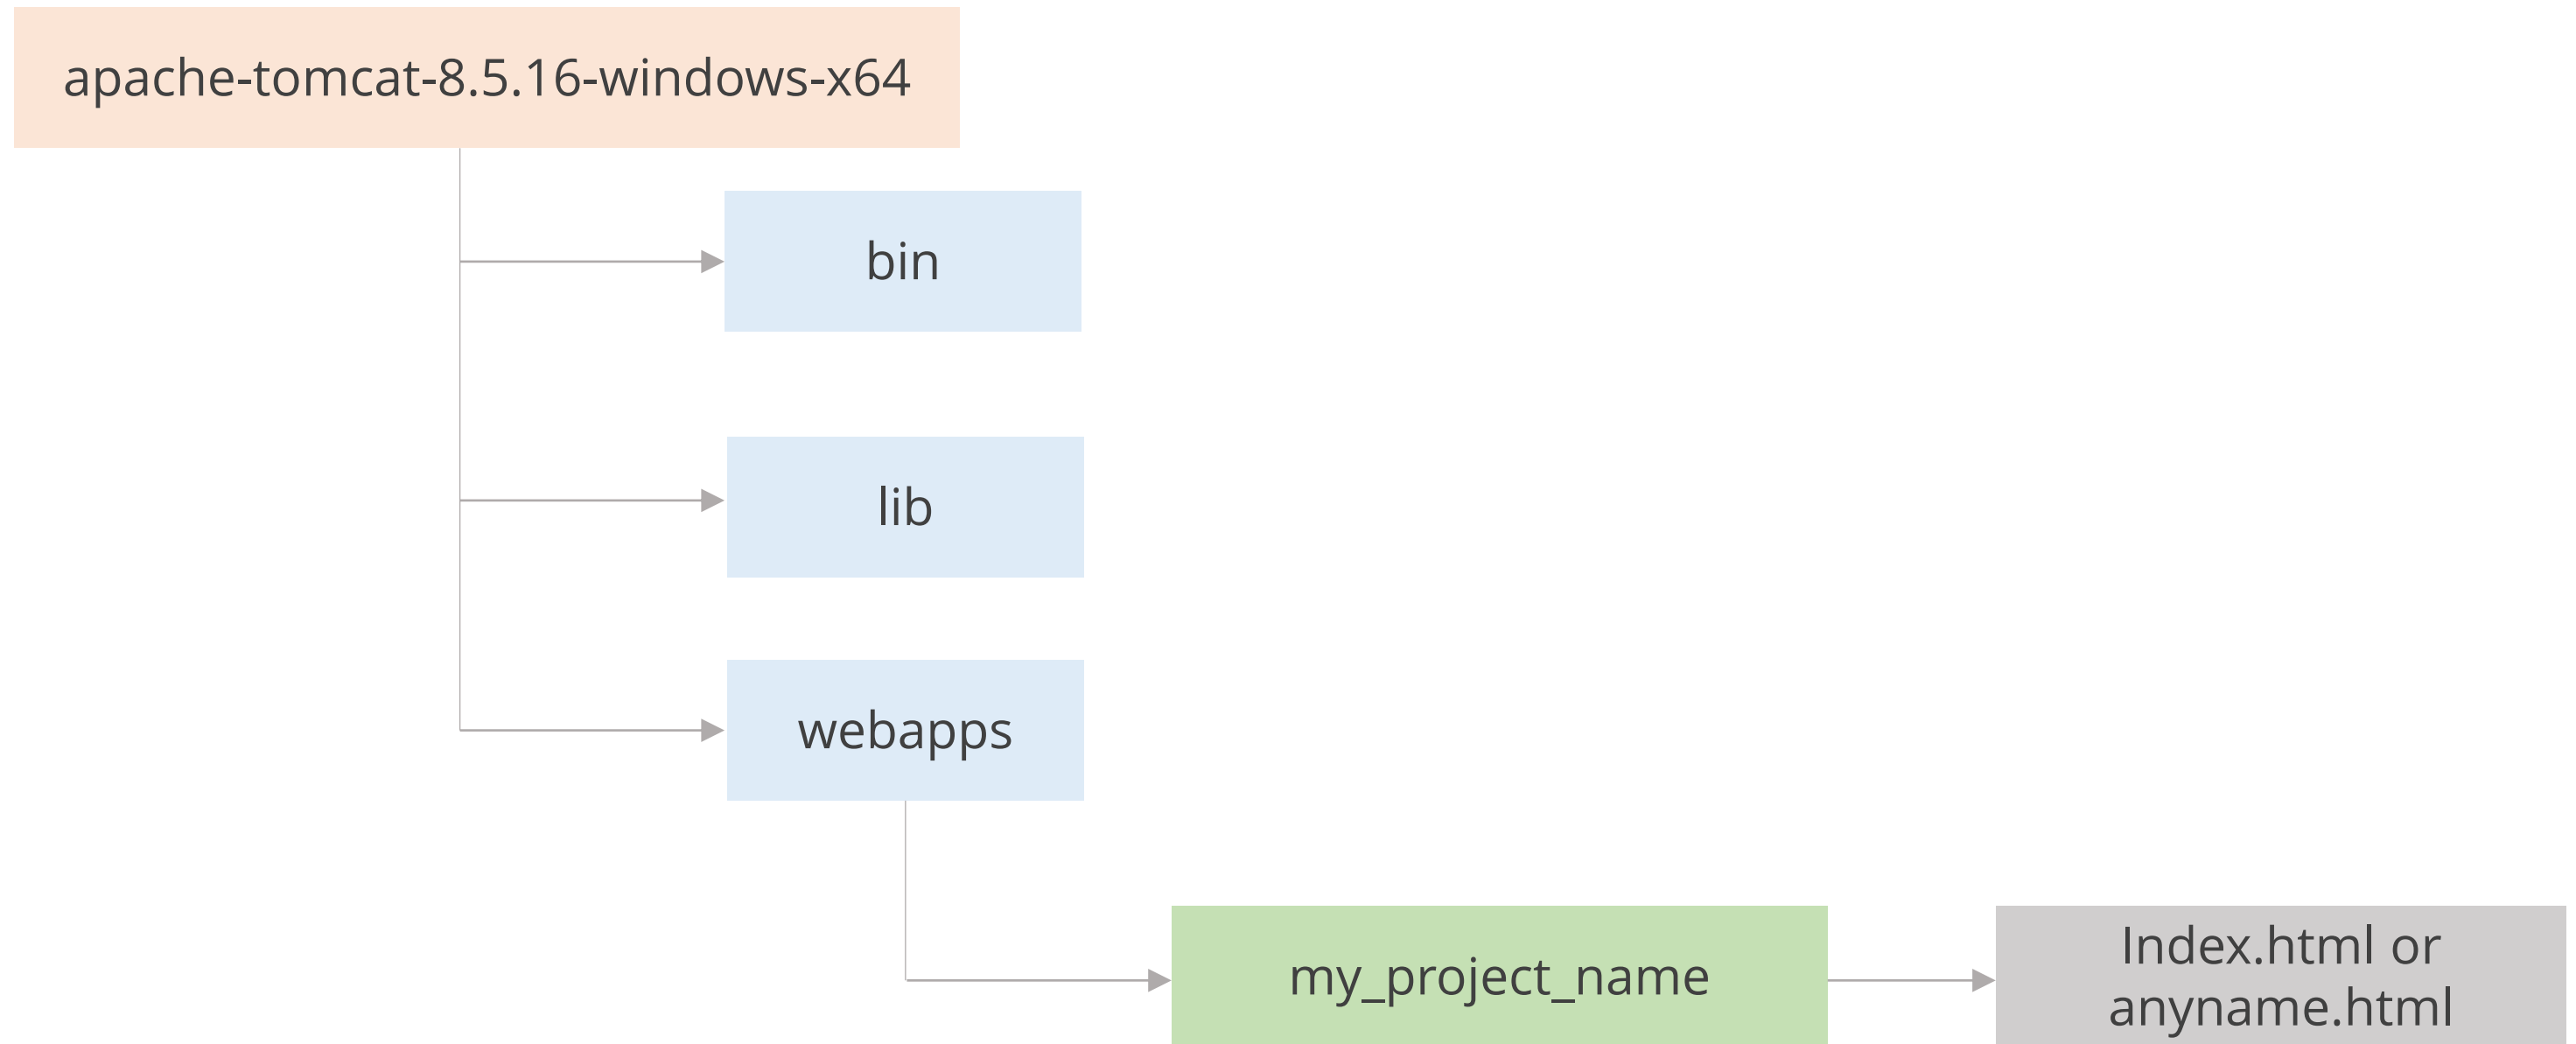 apache-tomcat-8.5.16-windows-x64
bin
lib
webapps
my_project_name
Index.html or
anyname.html